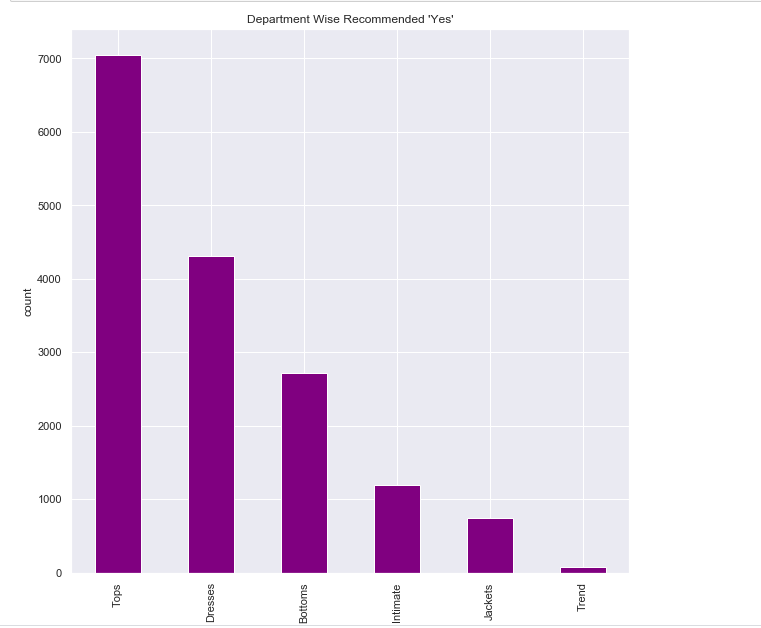 Department Wise Recommended 'Yes'
7000
6000
5000
4000
3000
2000
1000
0
count
Tops
Dresses
Bottoms
Intimate
Jackets
Trend